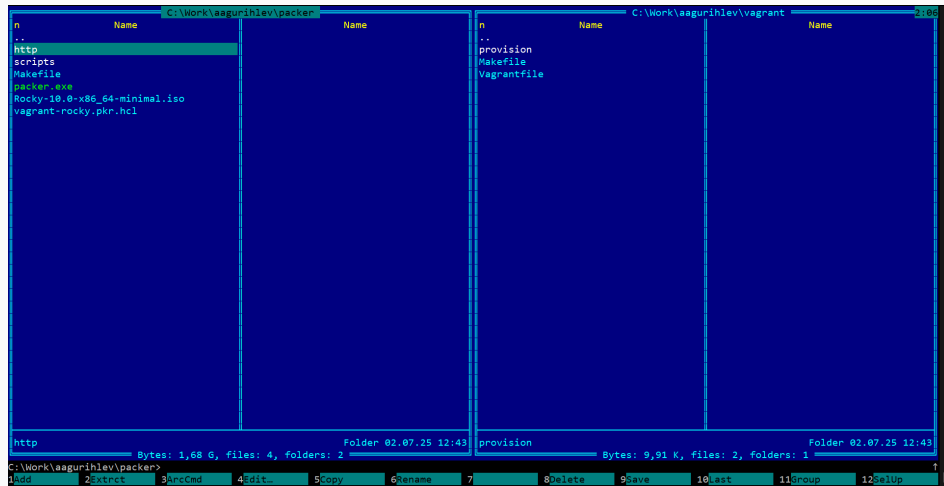 C:\Work\aagurihlev\packer
n Name Name
..
http
scripts
Makefile
packer.exe
Rocky-10.0-x86_64-minimal.iso
vagrant-rocky.pkr.hcl
http Folder 02.07.25 12:43
Bytes: 1,68 G, files: 4, folders: 2
C:\Work\aagurihlev\vagrant 2:06
n Name Name
..
provision
Makefile
Vagrantfile
provision Folder 02.07.25 12:43
Bytes: 9,91 K, files: 2, folders: 1
C:\Work\aagurihlev\packer> ↑
1Add 2Extrct 3ArcCmd 4Edit… 5Copy 6Rename 7 8Delete 9Save 10Last 11Group 12SelUp